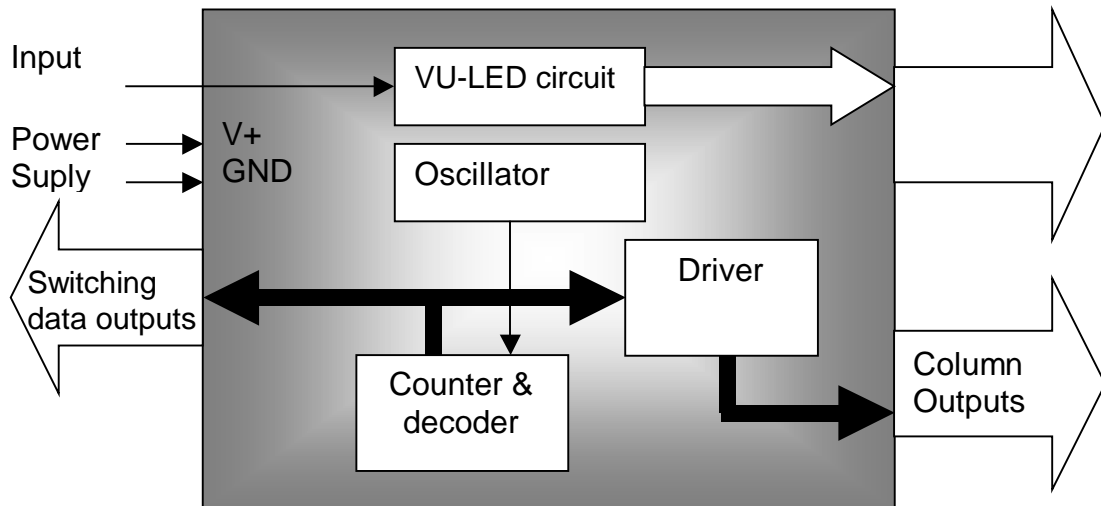 Input
VU-LED circuit
Power
Suply
V+
GND
Oscillator
Switching
data outputs
Driver
Counter &
decoder
Column
Outputs